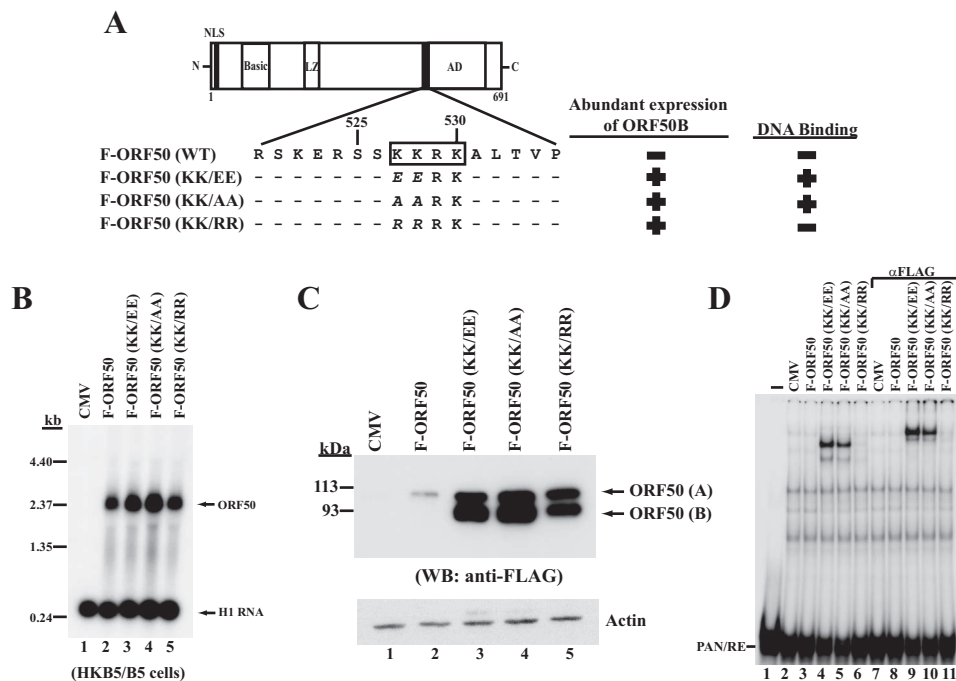 A
NLS
N
Basic
LZ
AD
C
1
691
525
530
Abundant expression
of ORF50B
DNA Binding
F-ORF50 (WT) R S K E R S S K K R K A L T V P − −
F-ORF50 (KK/EE) - - - - - - - E E R K - - - - - + +
F-ORF50 (KK/AA) - - - - - - - A A R K - - - - - + +
F-ORF50 (KK/RR) - - - - - - - R R R K - - - - - + −
B
CMV
F-ORF50
F-ORF50 (KK/EE)
F-ORF50 (KK/AA)
F-ORF50 (KK/RR)
kb
4.40
2.37
1.35
0.24
ORF50
H1 RNA
1 2 3 4 5
(HKB5/B5 cells)
C
CMV
F-ORF50
F-ORF50 (KK/EE)
F-ORF50 (KK/AA)
F-ORF50 (KK/RR)
kDa
113
93
ORF50 (A)
ORF50 (B)
(WB: anti-FLAG)
Actin
1 2 3 4 5
D
αFLAG
–
CMV
F-ORF50
F-ORF50 (KK/EE)
F-ORF50 (KK/AA)
F-ORF50 (KK/RR)
CMV
F-ORF50
F-ORF50 (KK/EE)
F-ORF50 (KK/AA)
F-ORF50 (KK/RR)
PAN/RE
1 2 3 4 5 6 7 8 9 10 11